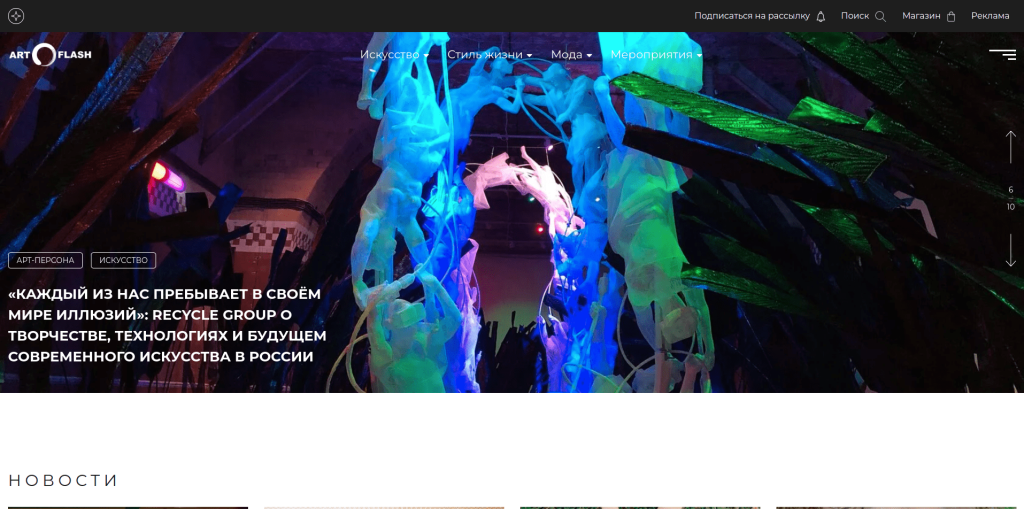 Подписаться на рассылку
Поиск
Магазин
Реклама
ART FLASH
Искусство
Стиль жизни
Мода
Мероприятия
6
10
АРТ-ПЕРСОНА
ИСКУССТВО
«КАЖДЫЙ ИЗ НАС ПРЕБЫВАЕТ В СВОЁМ
МИРЕ ИЛЛЮЗИЙ»: RECYCLE GROUP О
ТВОРЧЕСТВЕ, ТЕХНОЛОГИЯХ И БУДУЩЕМ
СОВРЕМЕННОГО ИСКУССТВА В РОССИИ
НОВОСТИ